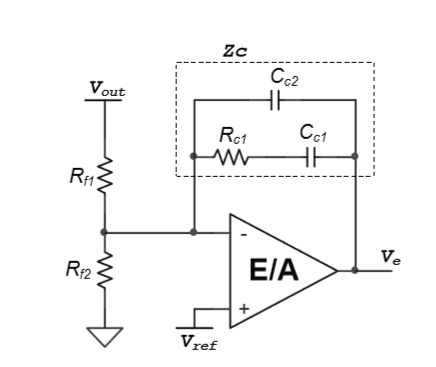 Zc
Cc2
Vout
Rc1
Cc1
Rf1
-
Ve
E/A
Rf2
+
Vref